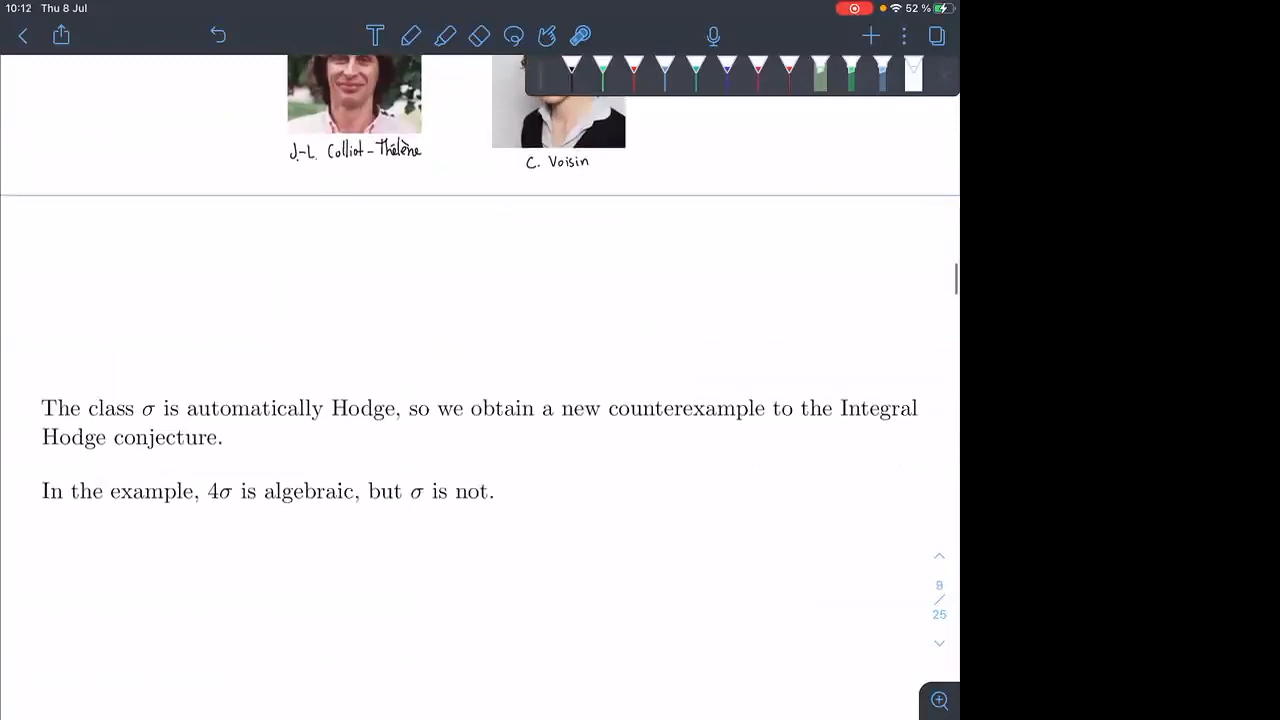 10:12 Thu 8 Jul
52 %
T
J.-L. Colliot-Thélène
C. Voisin
The class σ is automatically Hodge, so we obtain a new counterexample to the Integral
Hodge conjecture.
In the example, 4σ is algebraic, but σ is not.
9
/
25